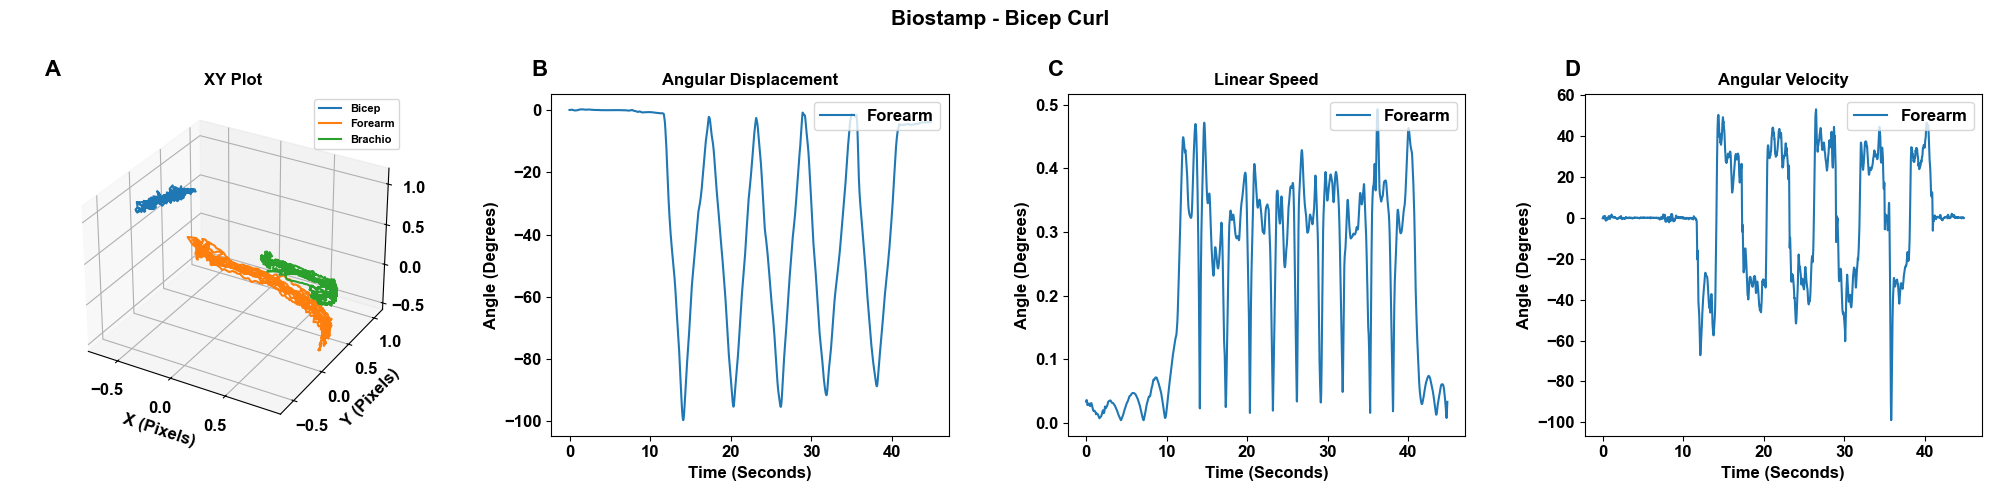 Biostamp - Bicep Curl
A
XY Plot
Bicep
Forearm
Brachio
1.0
0.5
0.0
−0.5
1.0
0.5
0.0
−0.5
−0.5
0.0
0.5
X (Pixels)
Y (Pixels)
B
Angular Displacement
Forearm
0
−20
−40
−60
−80
−100
Angle (Degrees)
0 10 20 30 40
Time (Seconds)
C
Linear Speed
Forearm
0.5
0.4
0.3
0.2
0.1
0.0
Angle (Degrees)
0 10 20 30 40
Time (Seconds)
D
Angular Velocity
Forearm
60
40
20
0
−20
−40
−60
−80
−100
Angle (Degrees)
0 10 20 30 40
Time (Seconds)